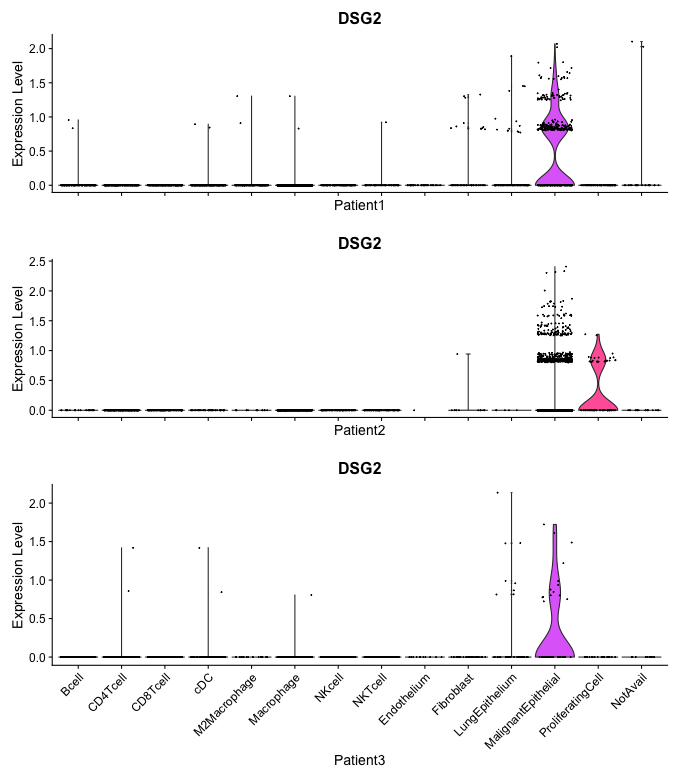 DSG2
Expression Level
2.0
1.5
1.0
0.5
0.0
Patient1
DSG2
Expression Level
2.5
2.0
1.5
1.0
0.5
0.0
Patient2
DSG2
Expression Level
2.0
1.5
1.0
0.5
0.0
Bcell
CD4Tcell
CD8Tcell
cDC
M2Macrophage
Macrophage
NKcell
NKTcell
Endothelium
Fibroblast
LungEpithelium
MalignantEpithelial
ProliferatingCell
NotAvail
Patient3